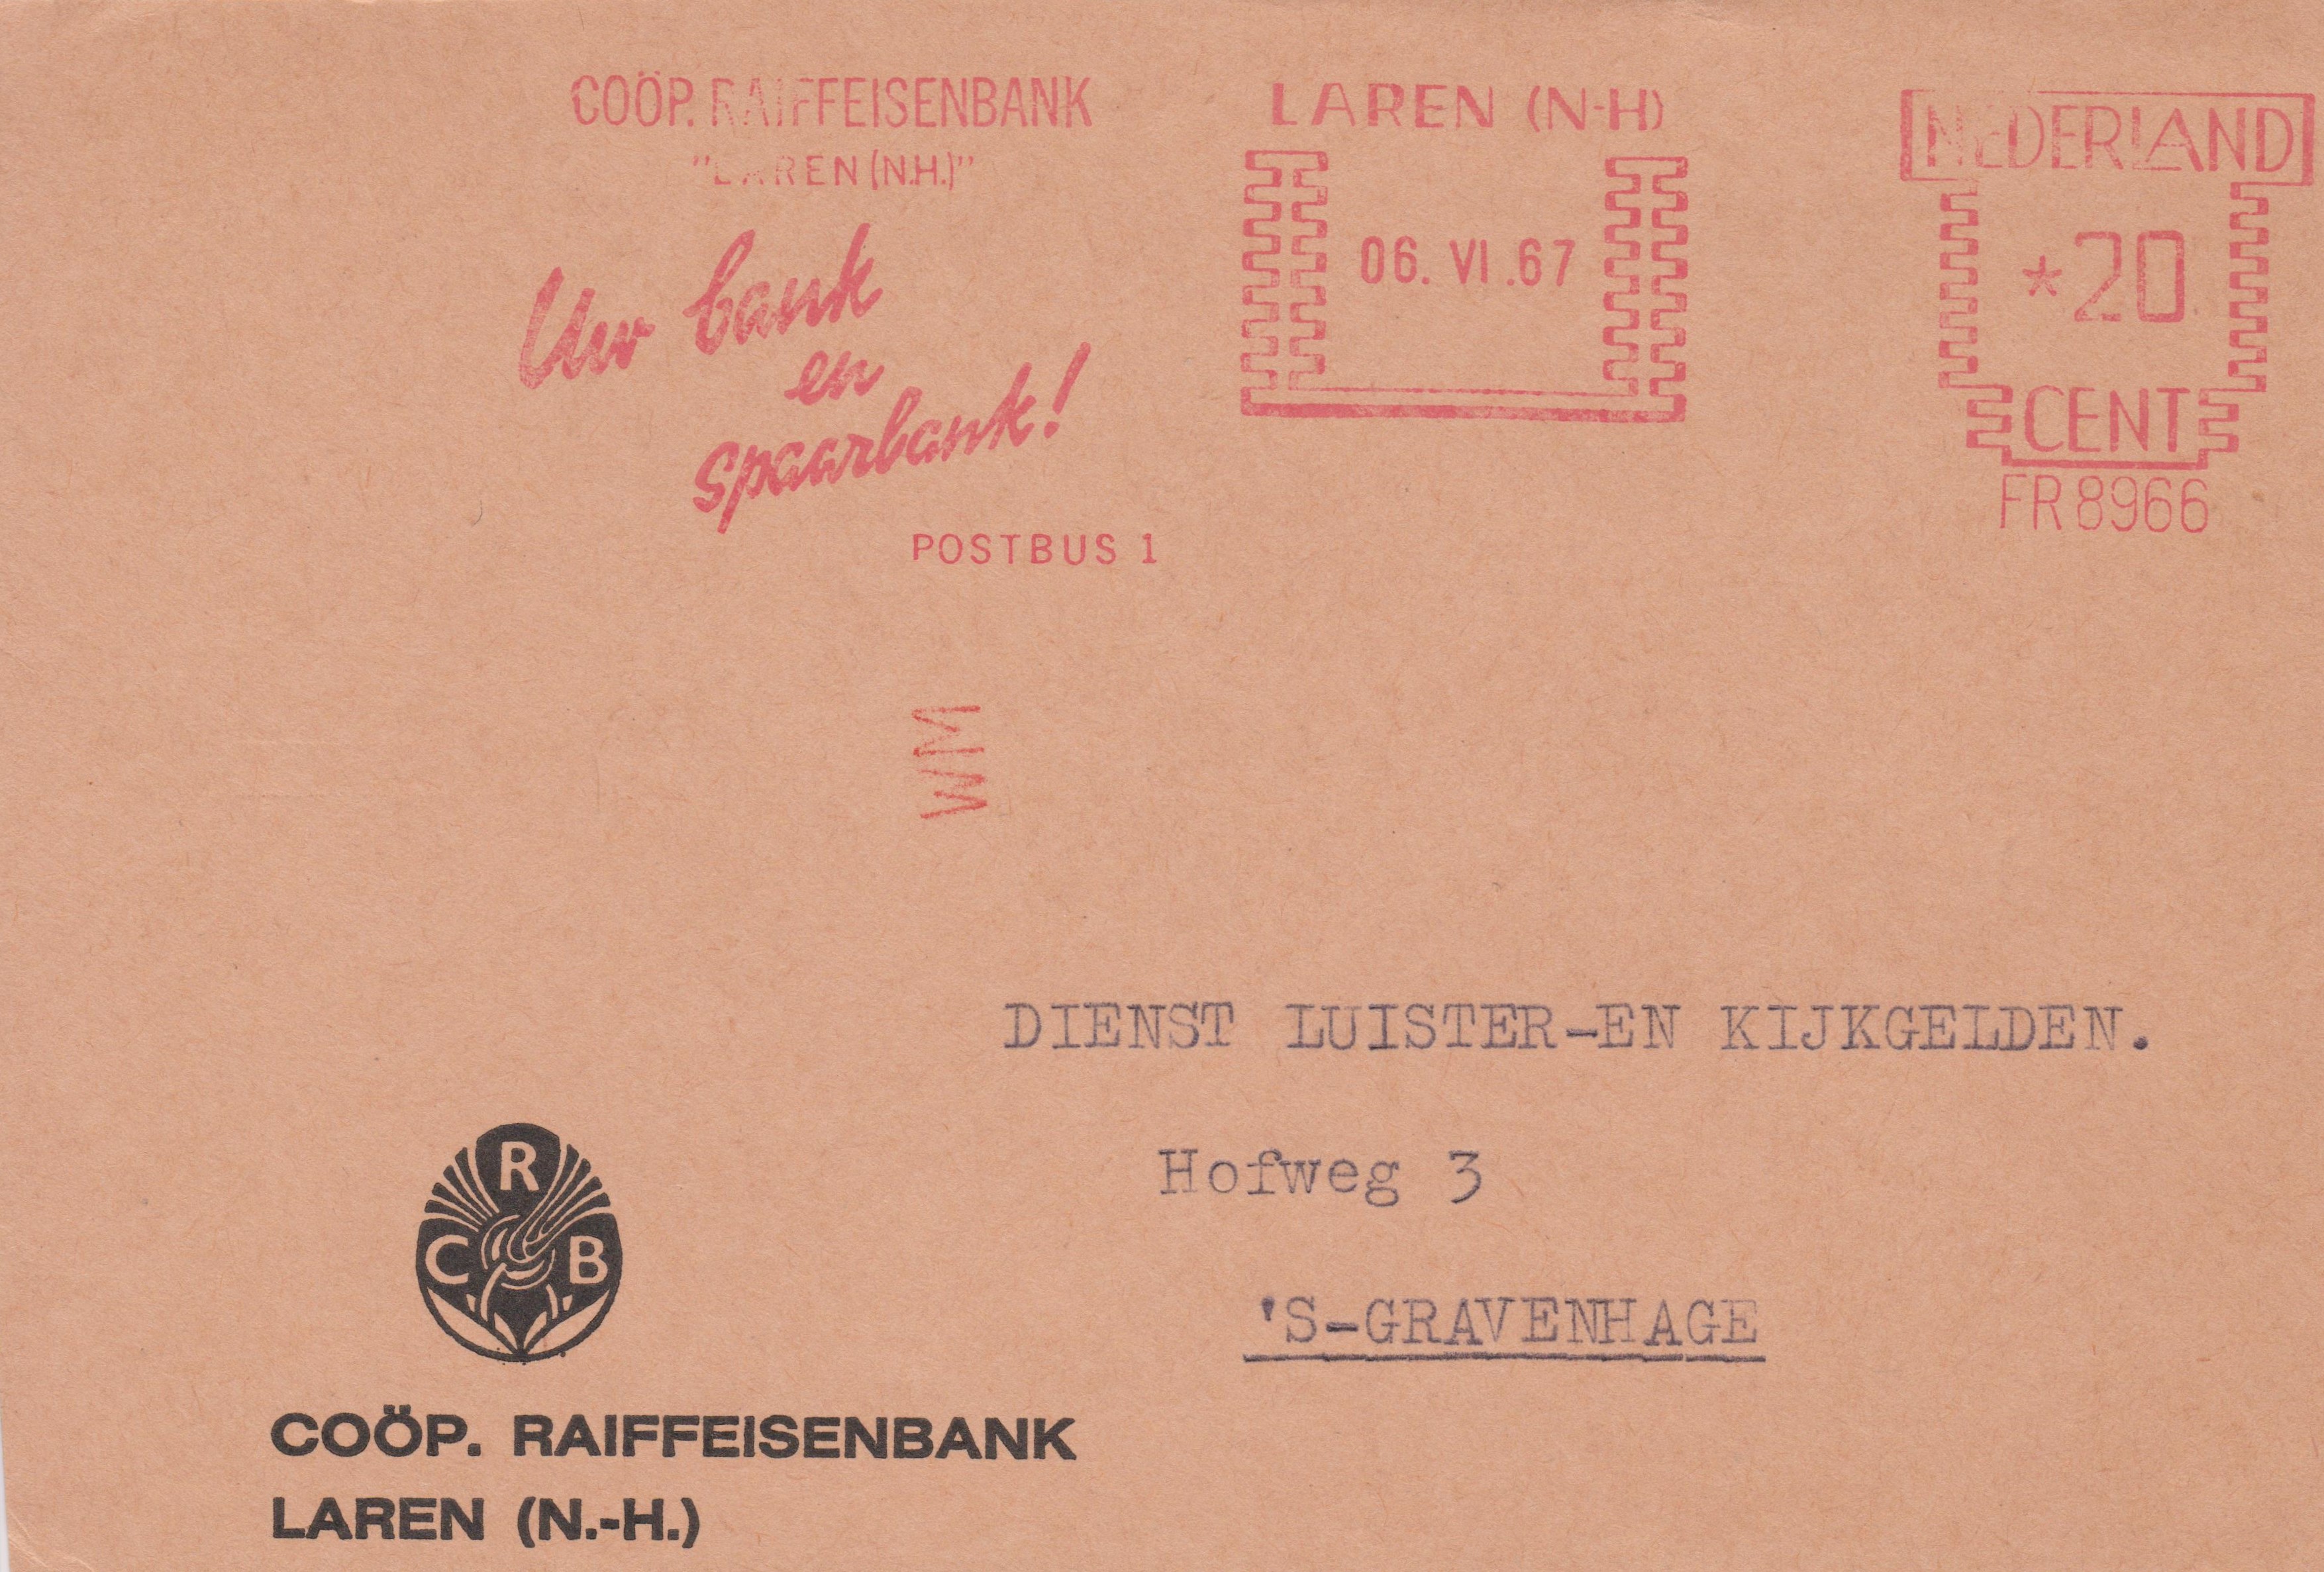 COÖP. RAIFFEISENBANK
"LAREN (N.H.)"
Uw bank
en
spaarbank!
POSTBUS 1
LAREN (N-H)
06. VI .67
NEDERLAND
*20
CENT
FR 8966
WM
DIENST LUISTER-EN KIJKGELDEN.
Hofweg 3
'S-GRAVENHAGE
R
C B
COÖP. RAIFFEISENBANK
LAREN (N.-H.)